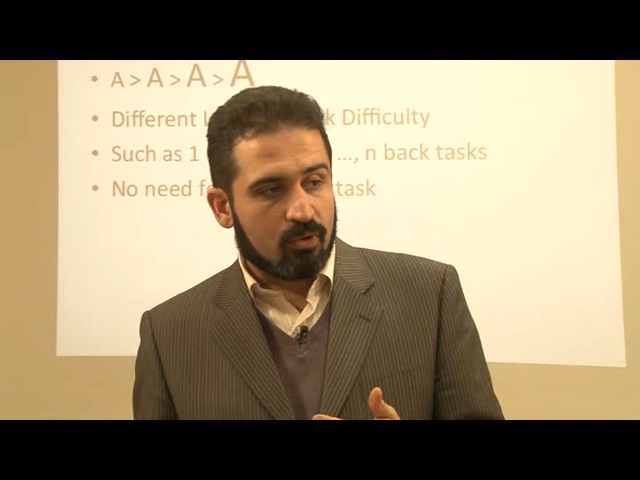 • A > A > A > A
• Different k Difficulty
• Such as 1 ..., n back tasks
• No need task